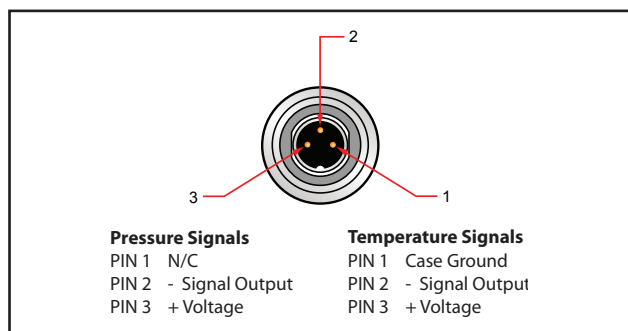 2
3
1
Pressure Signals
PIN 1 N/C
PIN 2 - Signal Output
PIN 3 + Voltage
Temperature Signals
PIN 1 Case Ground
PIN 2 - Signal Output
PIN 3 + Voltage